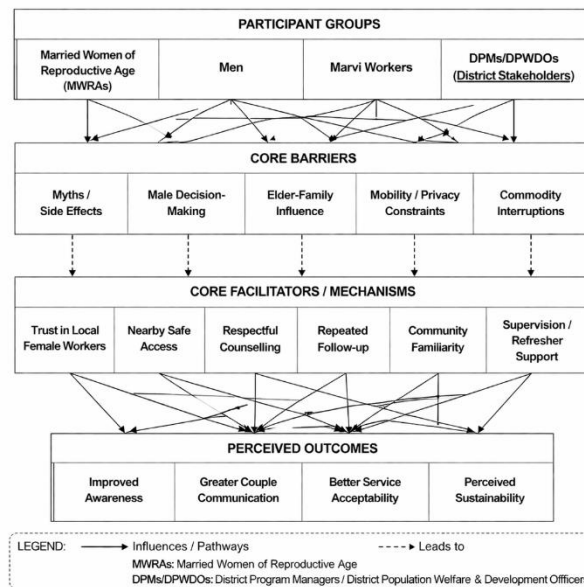 PARTICIPANT GROUPS
Married Women of
Reproductive Age
(MWRAs)
Men
Marvi Workers
DPMs/DPWDOs
(District Stakeholders)
CORE BARRIERS
Myths /
Side Effects
Male Decision-
Making
Elder-Family
Influence
Mobility / Privacy
Constraints
Commodity
Interruptions
CORE FACILITATORS / MECHANISMS
Trust in Local
Female Workers
Nearby Safe
Access
Respectful
Counselling
Repeated
Follow-up
Community
Familiarity
Supervision /
Refresher
Support
PERCEIVED OUTCOMES
Improved
Awareness
Greater Couple
Communication
Better Service
Acceptability
Perceived
Sustainability
LEGEND: Influences / Pathways Leads to
MWRAs: Married Women of Reproductive Age
DPMs/DPWDOs: District Program Managers / District Population Welfare & Development Offficer